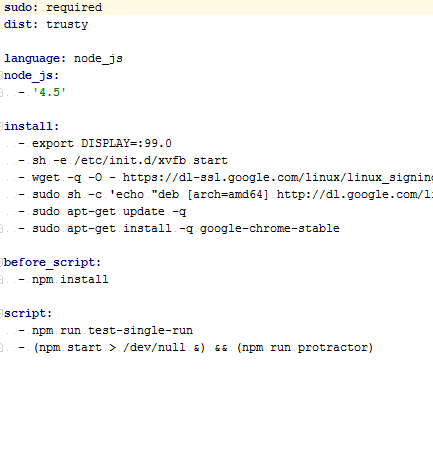 sudo: required
dist: trusty
language: node_js
node_js:
- '4.5'
install:
- export DISPLAY=:99.0
- sh -e /etc/init.d/xvfb start
- wget -q -O - https://dl-ssl.google.com/linux/linux_signing
- sudo sh -c 'echo "deb [arch=amd64] http://dl.google.com/li
- sudo apt-get update -q
- sudo apt-get install -q google-chrome-stable
before_script:
- npm install
script:
- npm run test-single-run
- (npm start > /dev/null &) && (npm run protractor)